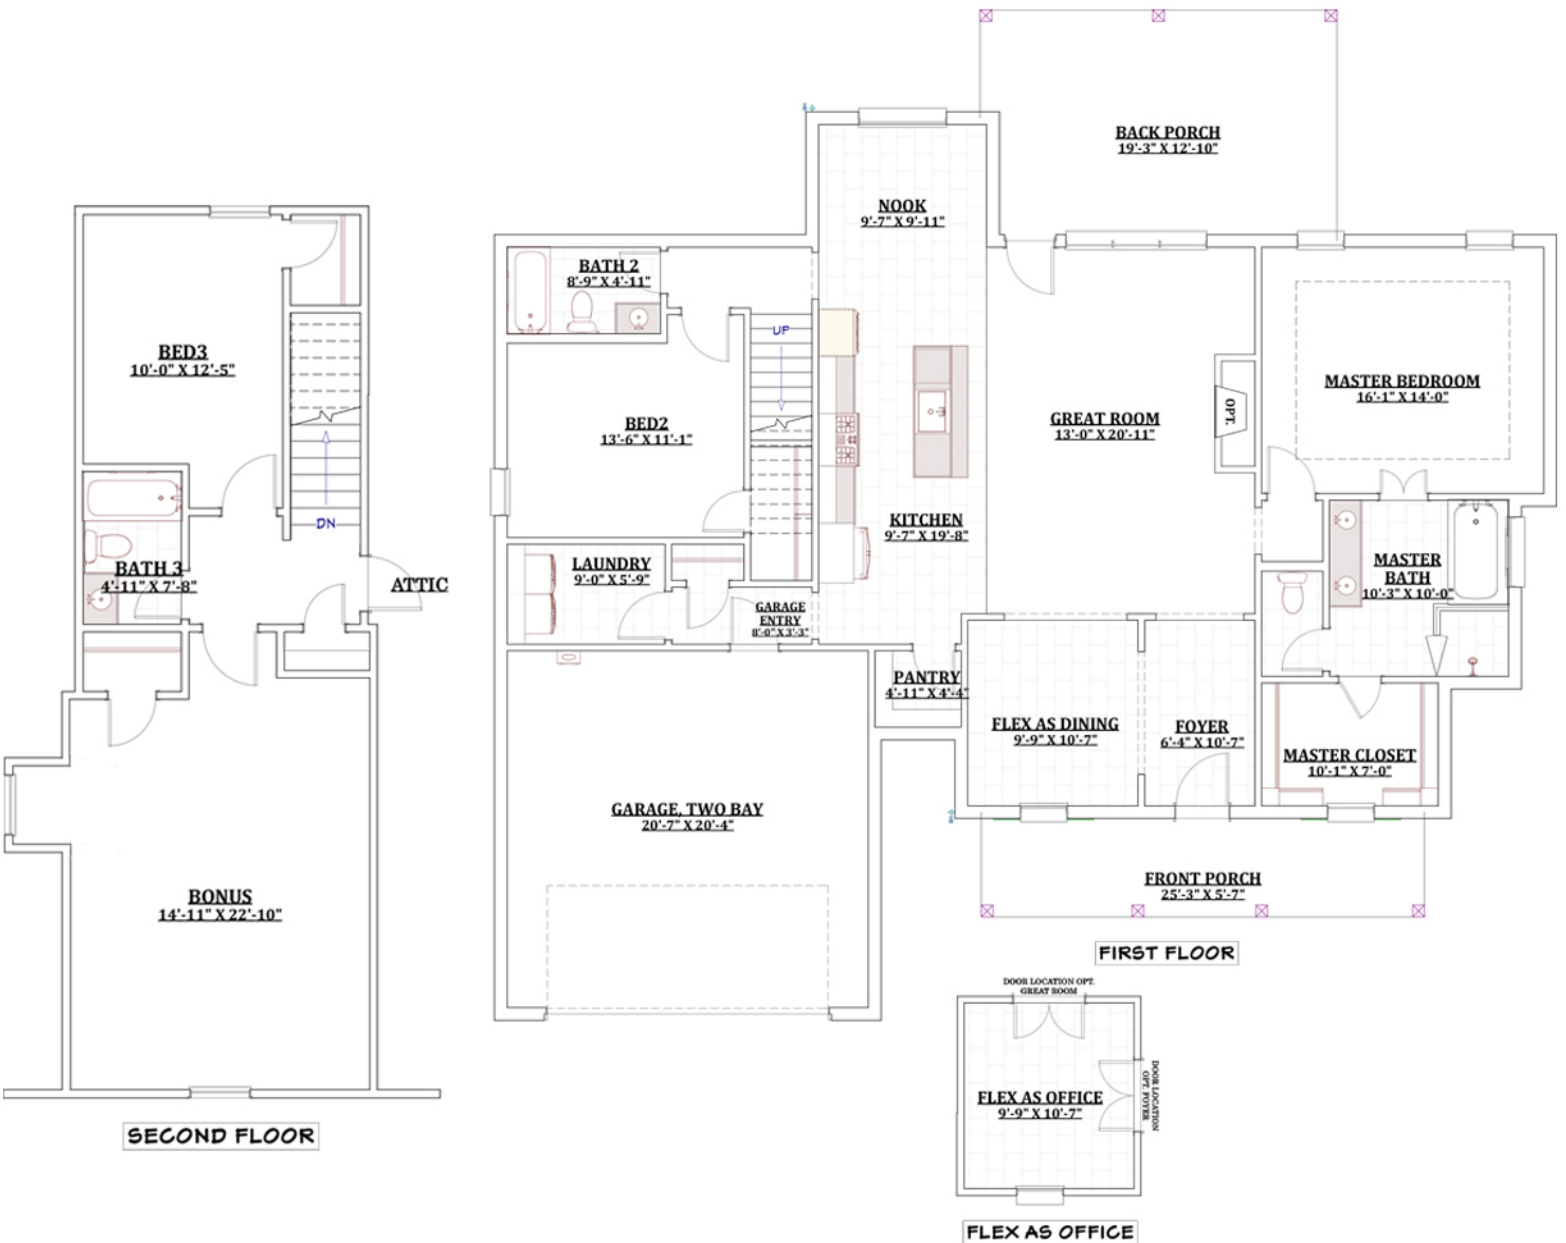 BED3
10'-0" X 12'-5"
DN
BATH 3
4'-11" X 7'-8"
ATTIC
BONUS
14'-11" X 22'-10"
SECOND FLOOR
BACK PORCH
19'-3" X 12'-10"
NOOK
9'-7" X 9'-11"
BATH 2
8'-9" X 4'-11"
UP
BED2
13'-6" X 11'-1"
GREAT ROOM
13'-0" X 20'-11"
OPT.
MASTER BEDROOM
16'-1" X 14'-0"
KITCHEN
9'-7" X 19'-8"
LAUNDRY
9'-0" X 5'-9"
GARAGE
ENTRY
8'-0" X 3'-3"
MASTER
BATH
10'-3" X 10'-0"
PANTRY
4'-11" X 4'-4"
FLEX AS DINING
9'-9" X 10'-7"
FOYER
6'-4" X 10'-7"
MASTER CLOSET
10'-1" X 7'-0"
GARAGE, TWO BAY
20'-7" X 20'-4"
FRONT PORCH
25'-3" X 5'-7"
FIRST FLOOR
DOOR LOCATION OPT.
GREAT ROOM
FLEX AS OFFICE
9'-9" X 10'-7"
DOOR LOCATION
OPT. FOYER
FLEX AS OFFICE